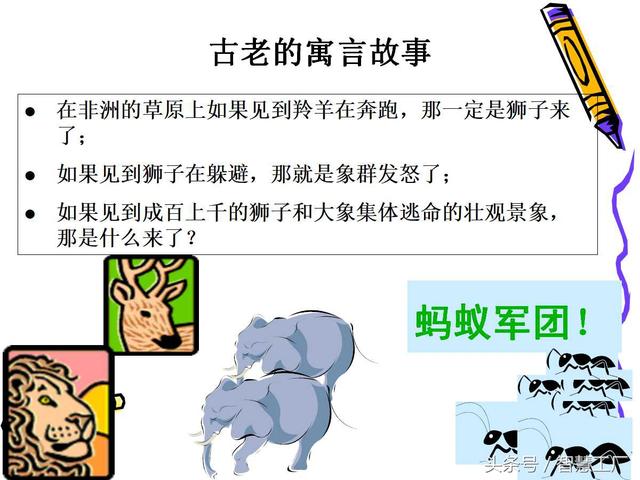 古老的寓言故事
在非洲的草原上如果见到羚羊在奔跑，那一定是狮子来
了；
如果见到狮子在躲避，那就是象群发怒了；
如果见到成百上千的狮子和大象集体逃命的壮观景象，
那是什么来了？
蚂蚁军团！
头条号 / 智慧工厂